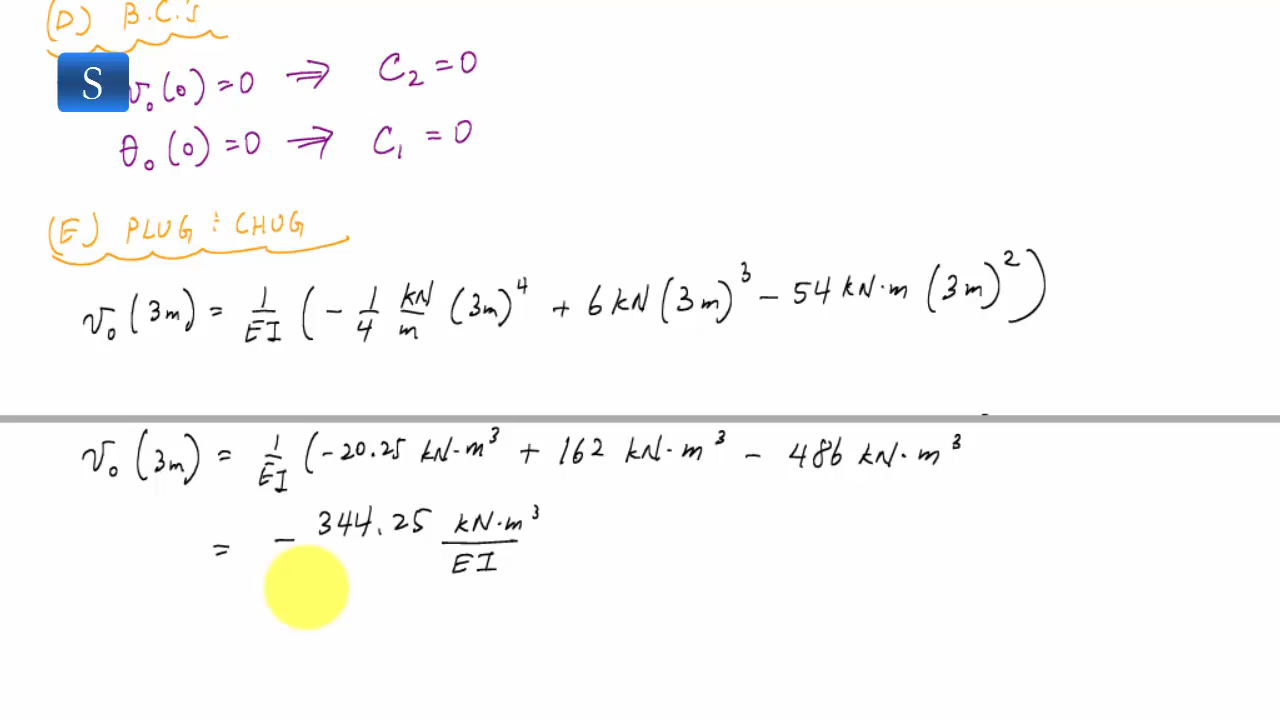 (D) B.C.'s
S
v₀(0) = 0 ⟹ C₂ = 0
θ₀(0) = 0 ⟹ C₁ = 0
(E) PLUG ÷ CHUG
v₀(3m) = 1/EI (- 1/4 kN/m (3m)⁴ + 6 kN (3m)³ - 54 kN·m (3m)²)
v₀(3m) = 1/EI (-20.25 kN·m³ + 162 kN·m³ - 486 kN·m³
= - 344.25 kN·m³/EI